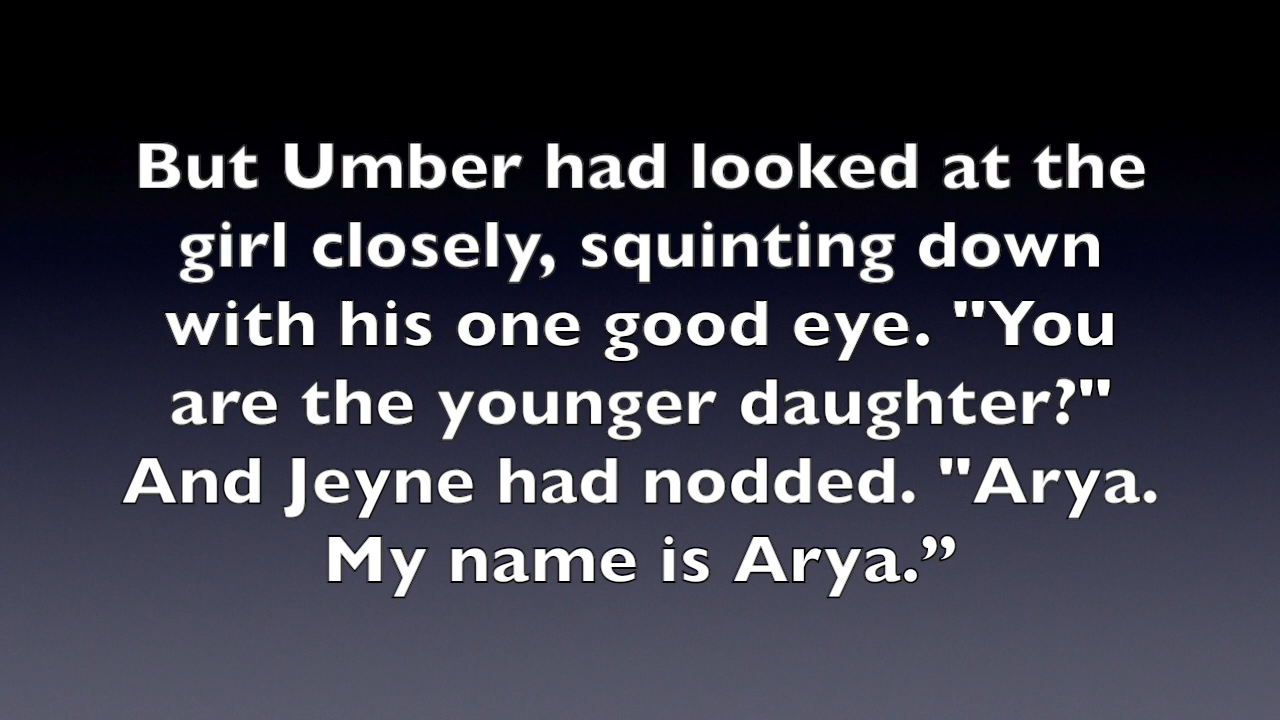 But Umber had looked at the
girl closely, squinting down
with his one good eye. "You
are the younger daughter?"
And Jeyne had nodded. "Arya.
My name is Arya.”